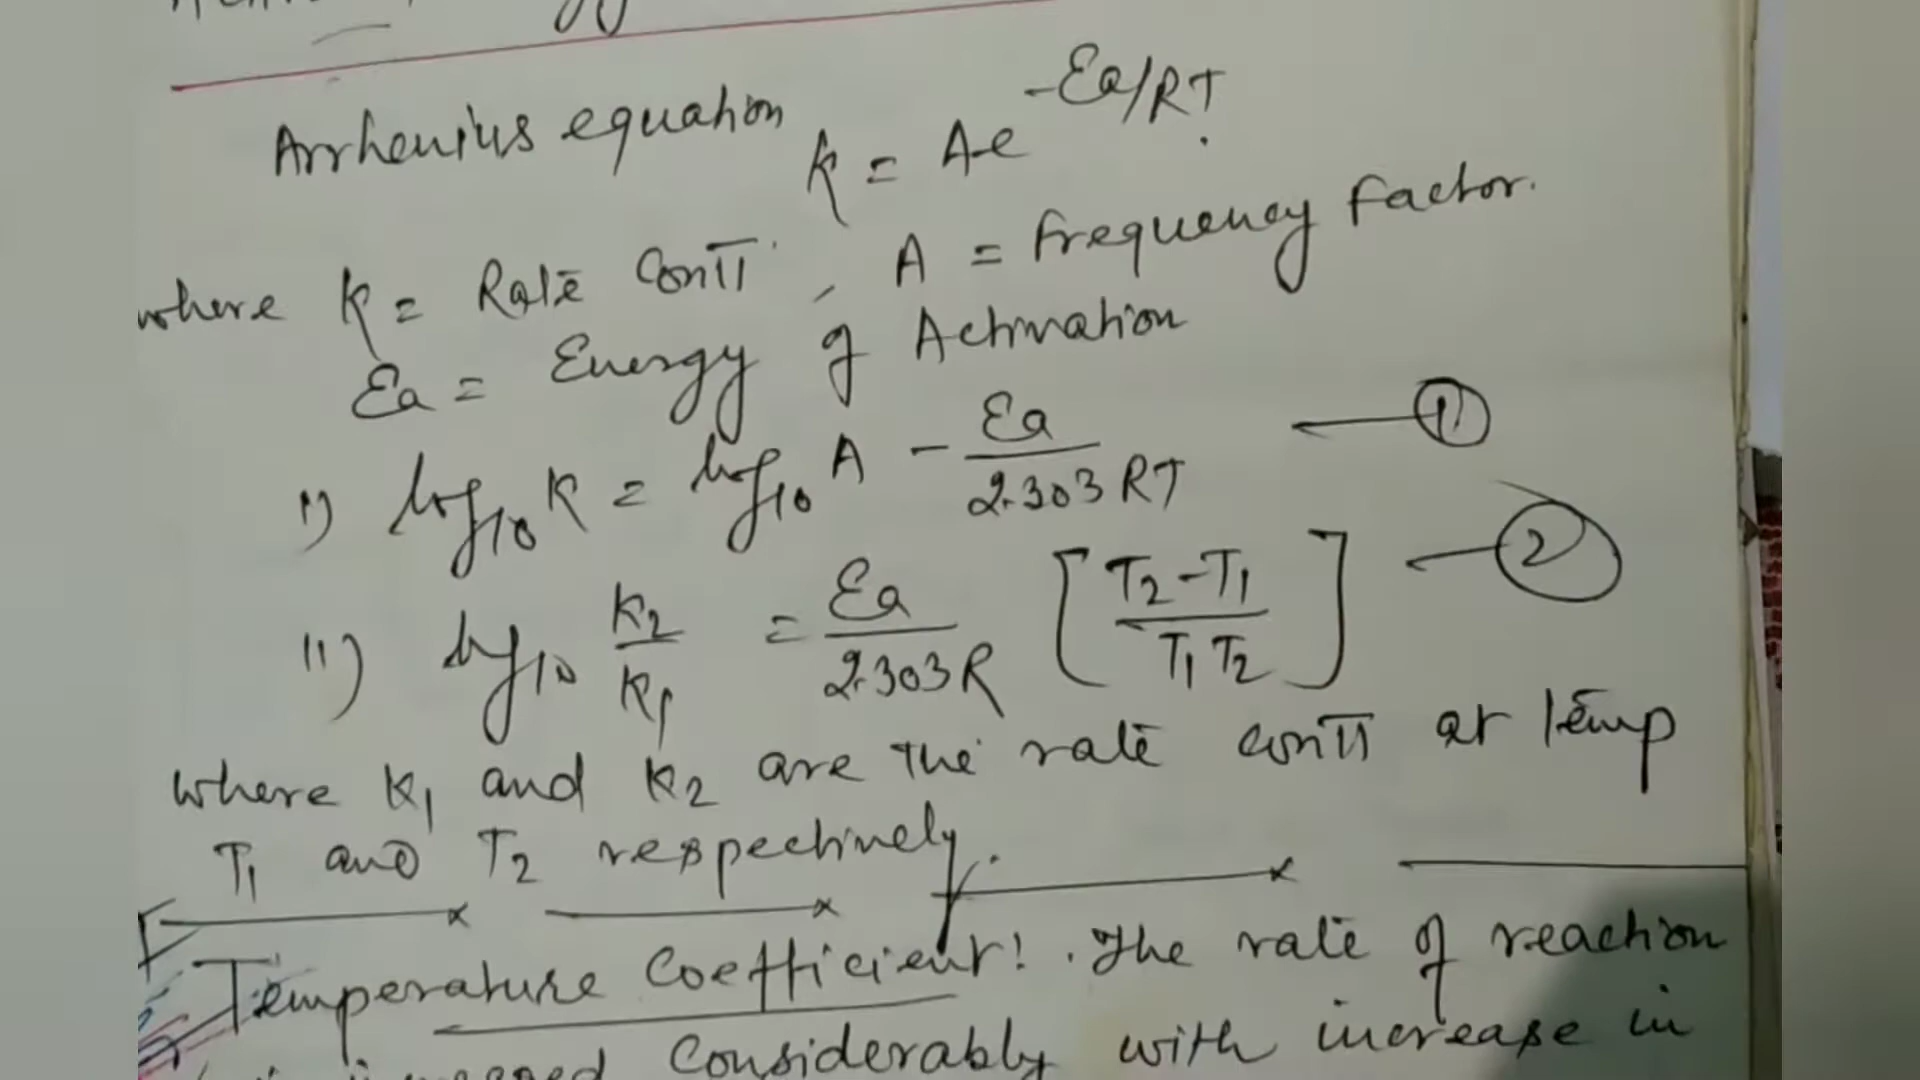 Arrhenius equation k = Ae^-Ea/RT.
where k = Rate Constt, A = frequency factor.
Ea = Energy of Activation
i) log₁₀ K = log₁₀ A - Ea/2.303 RT ← ①
ii) log₁₀ K₂/K₁ = Ea/2.303R [T₂-T₁/T₁T₂] ← ②
where K₁ and K₂ are the rate constt at temp
T₁ and T₂ respectively.
Temperature Coefficient: The rate of reaction
considerably with increase in